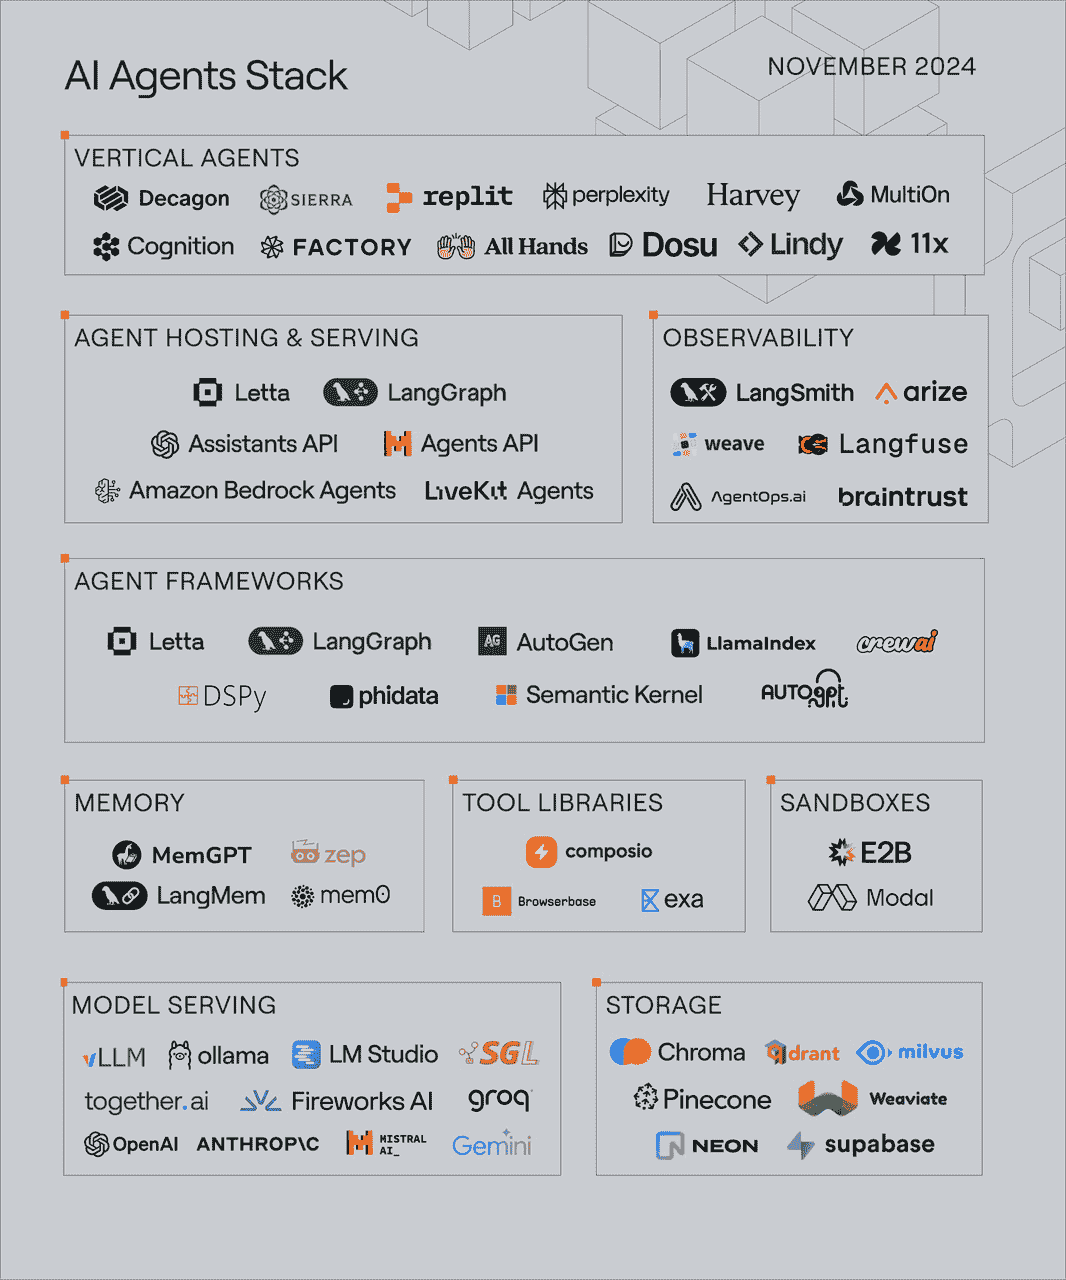 AI Agents Stack
NOVEMBER 2024
VERTICAL AGENTS
Decagon SIERRA replit perplexity Harvey MultiOn
Cognition FACTORY All Hands Dosu Lindy 11x
AGENT HOSTING & SERVING
Letta LangGraph
Assistants API Agents API
Amazon Bedrock Agents LiveKit Agents
OBSERVABILITY
LangSmith arize
weave Langfuse
AgentOps.ai braintrust
AGENT FRAMEWORKS
Letta LangGraph AG AutoGen LlamaIndex crewai
DSPy phidata Semantic Kernel AUTOgpt
MEMORY
MemGPT zep
LangMem mem0
TOOL LIBRARIES
composio
B Browserbase exa
SANDBOXES
E2B
Modal
MODEL SERVING
vLLM ollama LM Studio SGL
together.ai Fireworks AI groq
OpenAI ANTHROP\C MISTRAL AI_ Gemini
STORAGE
Chroma qdrant milvus
Pinecone Weaviate
NEON supabase